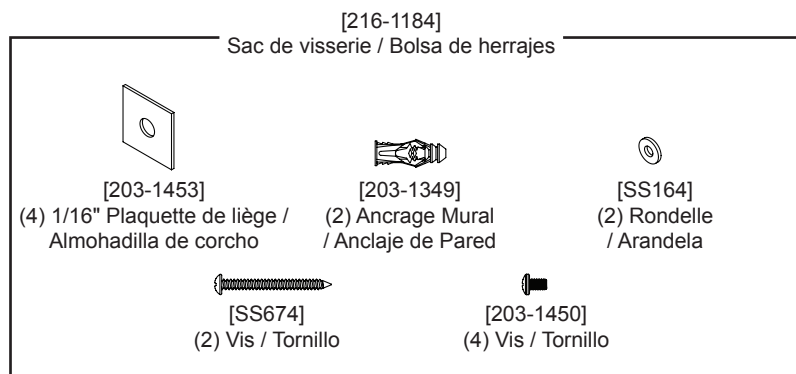 [216-1184]
Sac de visserie / Bolsa de herrajes
[203-1453]
(4) 1/16" Plaquette de liège /
Almohadilla de corcho
[203-1349]
(2) Ancrage Mural
/ Anclaje de Pared
[SS164]
(2) Rondelle
/ Arandela
[SS674]
(2) Vis / Tornillo
[203-1450]
(4) Vis / Tornillo